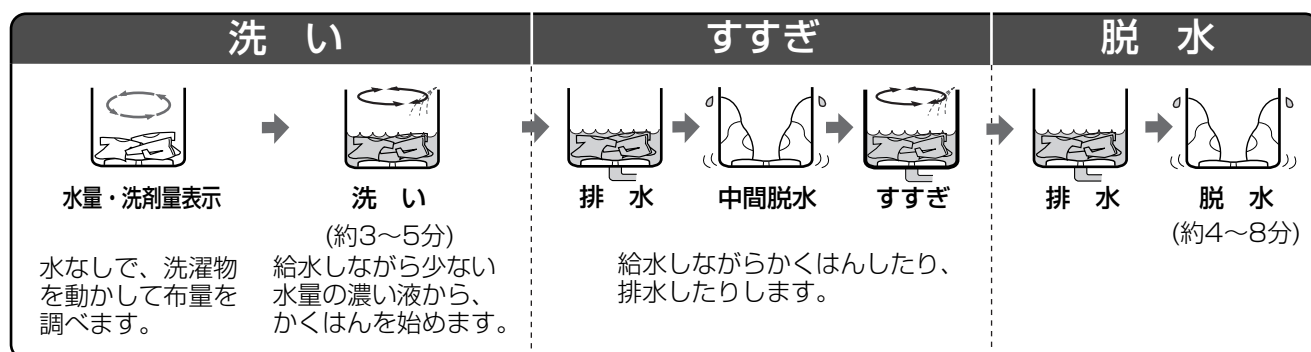 洗 い
すすぎ
脱 水
水量・洗剤量表示
水なしで、洗濯物
を動かして布量を
調べます。
洗 い
(約3〜5分)
給水しながら少ない
水量の濃い液から、
かくはんを始めます。
排 水
中間脱水
すすぎ
給水しながらかくはんしたり、
排水したりします。
排 水
脱 水
(約4〜8分)